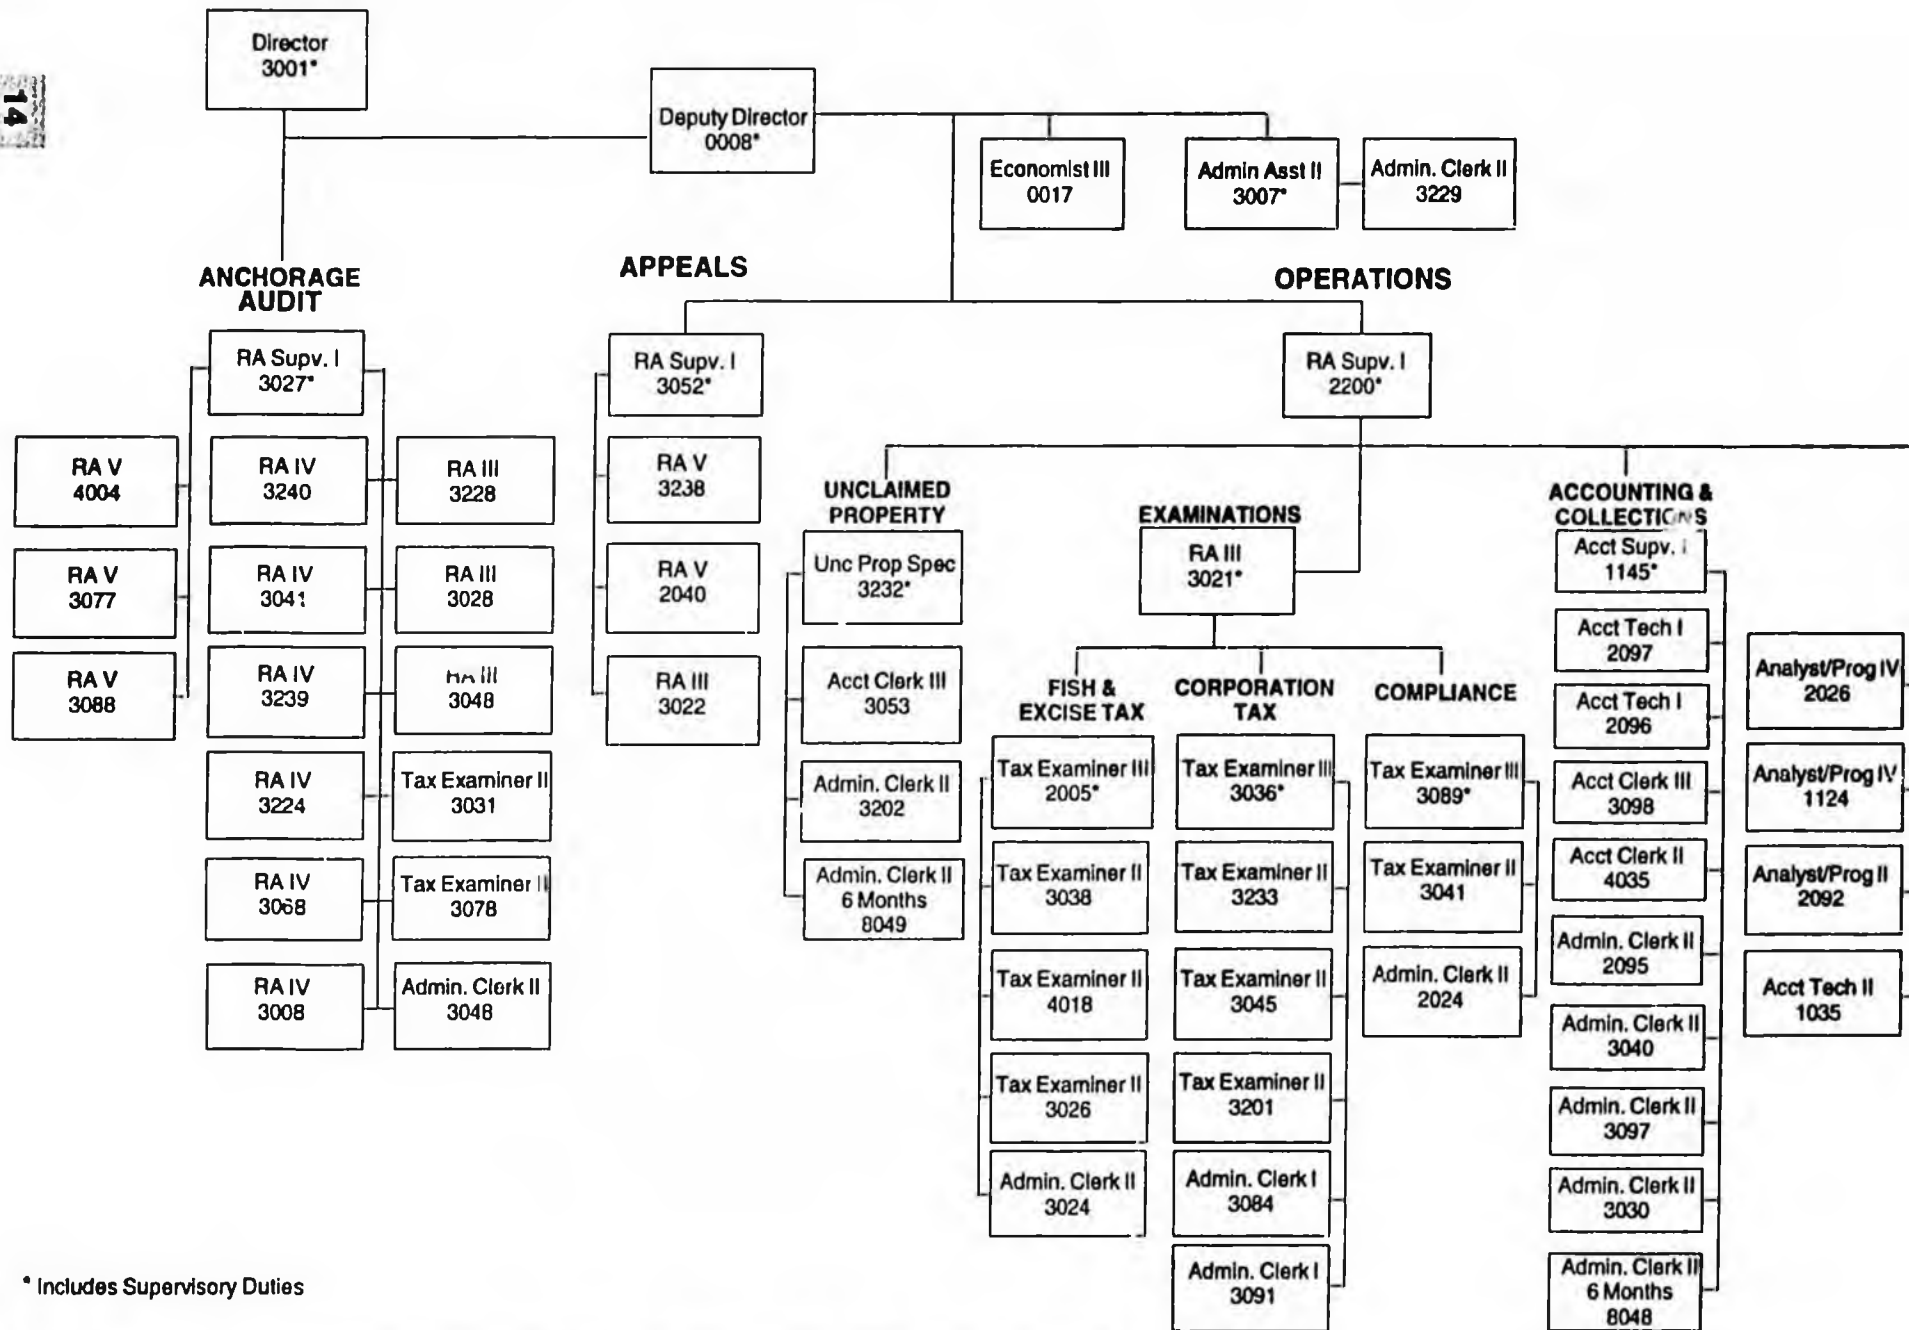 14
Director
3001*
Deputy Director
0008*
Economist III
0017
Admin Asst II
3007*
Admin. Clerk II
3229
ANCHORAGE
AUDIT
RA Supv. I
3027*
RA V
4004
RA V
3077
RA V
3088
RA IV
3240
RA IV
3041
RA IV
3239
RA IV
3224
RA IV
3068
RA IV
3008
RA III
3228
RA III
3028
RA III
3048
Tax Examiner II
3031
Tax Examiner II
3078
Admin. Clerk II
3048
APPEALS
RA Supv. I
3052*
RA V
3238
RA V
2040
RA III
3022
OPERATIONS
RA Supv. I
2200*
UNCLAIMED
PROPERTY
Unc Prop Spec
3232*
Acct Clerk III
3053
Admin. Clerk II
3202
Admin. Clerk II
6 Months
8049
EXAMINATIONS
RA III
3021*
FISH &
EXCISE TAX
Tax Examiner III
2005*
Tax Examiner II
3038
Tax Examiner II
4018
Tax Examiner II
3026
Admin. Clerk II
3024
CORPORATION
TAX
Tax Examiner III
3036*
Tax Examiner II
3233
Tax Examiner II
3045
Tax Examiner II
3201
Admin. Clerk I
3084
Admin. Clerk I
3091
COMPLIANCE
Tax Examiner III
3089*
Tax Examiner II
3041
Admin. Clerk II
2024
ACCOUNTING &
COLLECTIONS
Acct Supv. I
1145*
Acct Tech I
2097
Acct Tech I
2096
Acct Clerk III
3098
Acct Clerk II
4035
Admin. Clerk II
2095
Admin. Clerk II
3040
Admin. Clerk II
3097
Admin. Clerk II
3030
Admin. Clerk II
6 Months
8048
Analyst/Prog IV
2026
Analyst/Prog IV
1124
Analyst/Prog II
2092
Acct Tech II
1035
* Includes Supervisory Duties